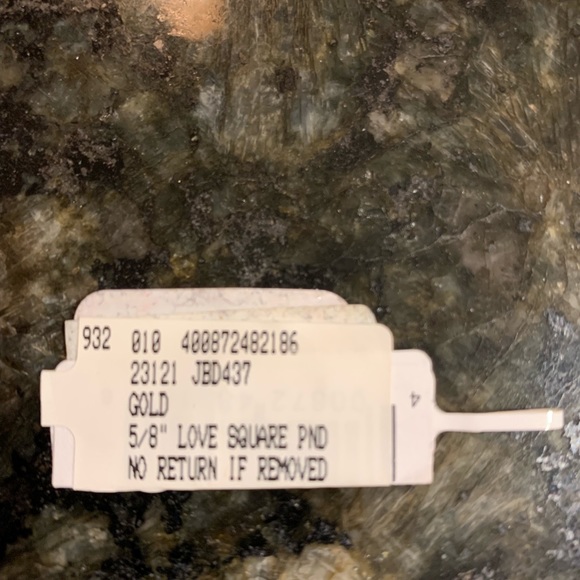 932 010 400872482186
23121 JBD437
GOLD
5/8" LOVE SQUARE PND
NO RETURN IF REMOVED
4